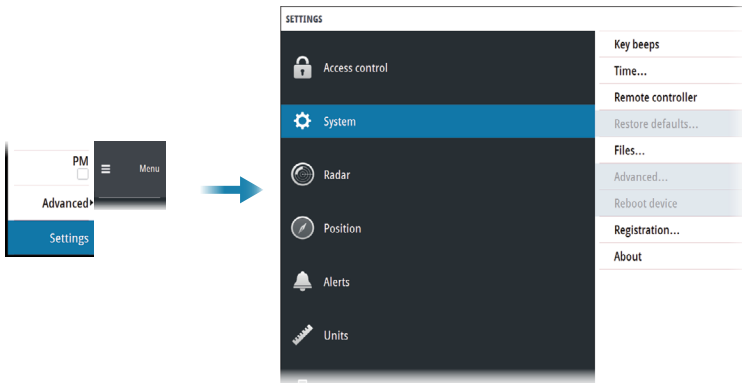 SETTINGS
Access control
System
Radar
Position
Alerts
Units
Key beeps
Time...
Remote controller
Restore defaults...
Files...
Advanced...
Reboot device
Registration...
About
PM
Menu
Advanced
Settings